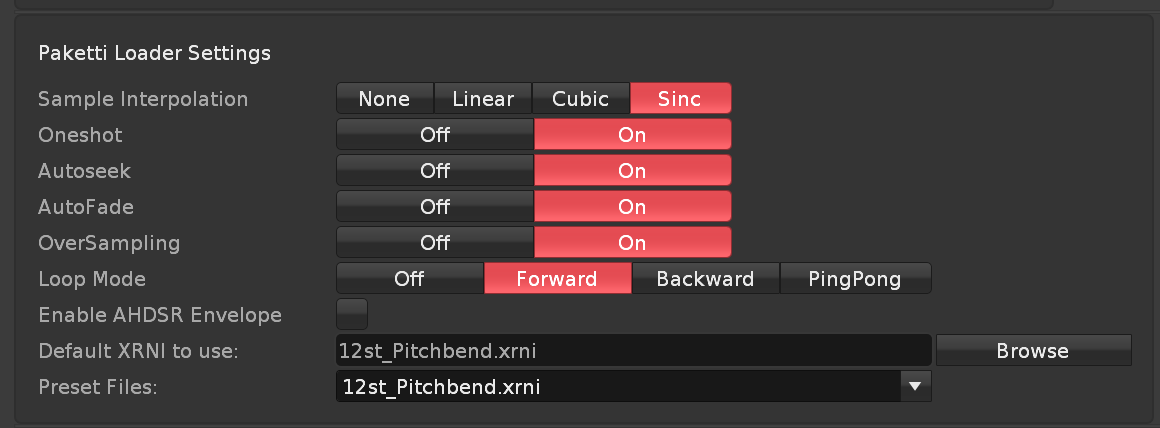 Paketti Loader Settings
Sample Interpolation None Linear Cubic Sinc
Oneshot Off On
Autoseek Off On
AutoFade Off On
OverSampling Off On
Loop Mode Off Forward Backward PingPong
Enable AHDSR Envelope
Default XRNI to use: 12st_Pitchbend.xrni Browse
Preset Files: 12st_Pitchbend.xrni